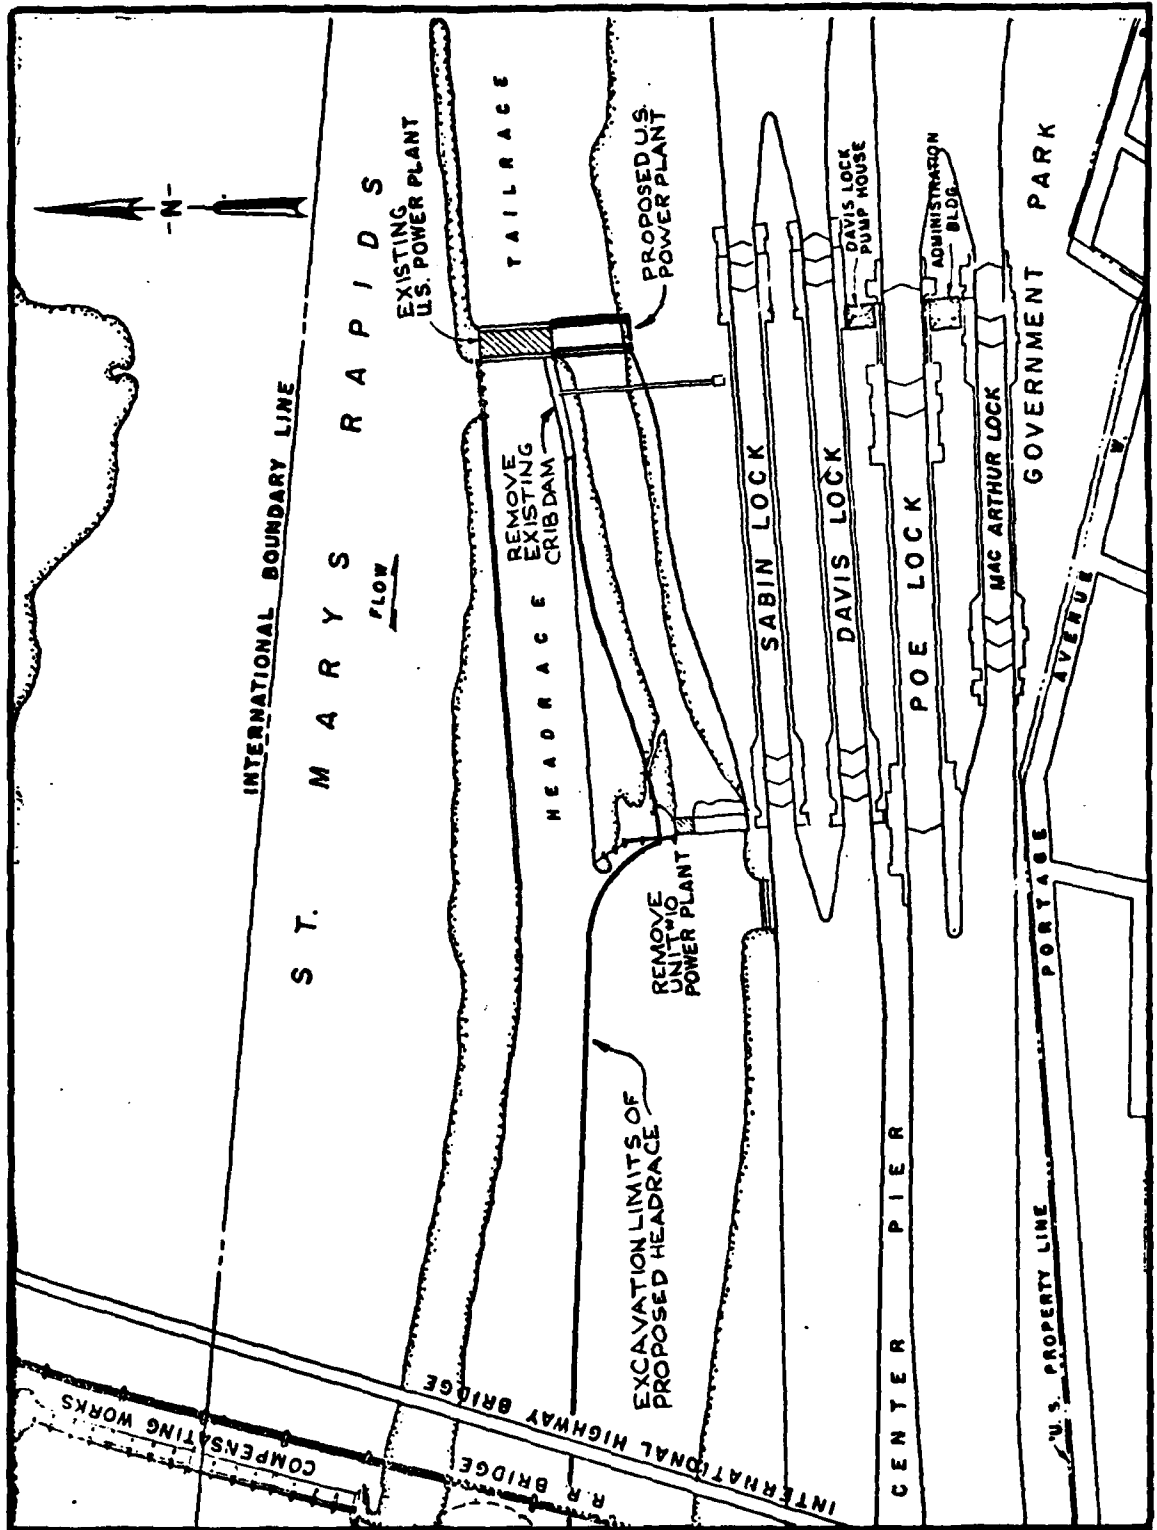 -N-
INTERNATIONAL BOUNDARY LINE
ST. MARYS RAPIDS
FLOW
EXISTING
U.S. POWER PLANT
TAILRACE
PROPOSED U.S.
POWER PLANT
REMOVE
EXISTING
CRIB DAM
HEADRACE
REMOVE
UNIT #10
POWER PLANT
EXCAVATION LIMITS OF
PROPOSED HEADRACE
COMPENSATING WORKS
R.R. BRIDGE
INTERNATIONAL HIGHWAY BRIDGE
SABIN LOCK
DAVIS LOCK
DAVIS LOCK
PUMP HOUSE
POE LOCK
ADMINISTRATION
BLDG.
MAC ARTHUR LOCK
GOVERNMENT PARK
CENTER PIER
PORTAGE AVENUE W.
U.S. PROPERTY LINE